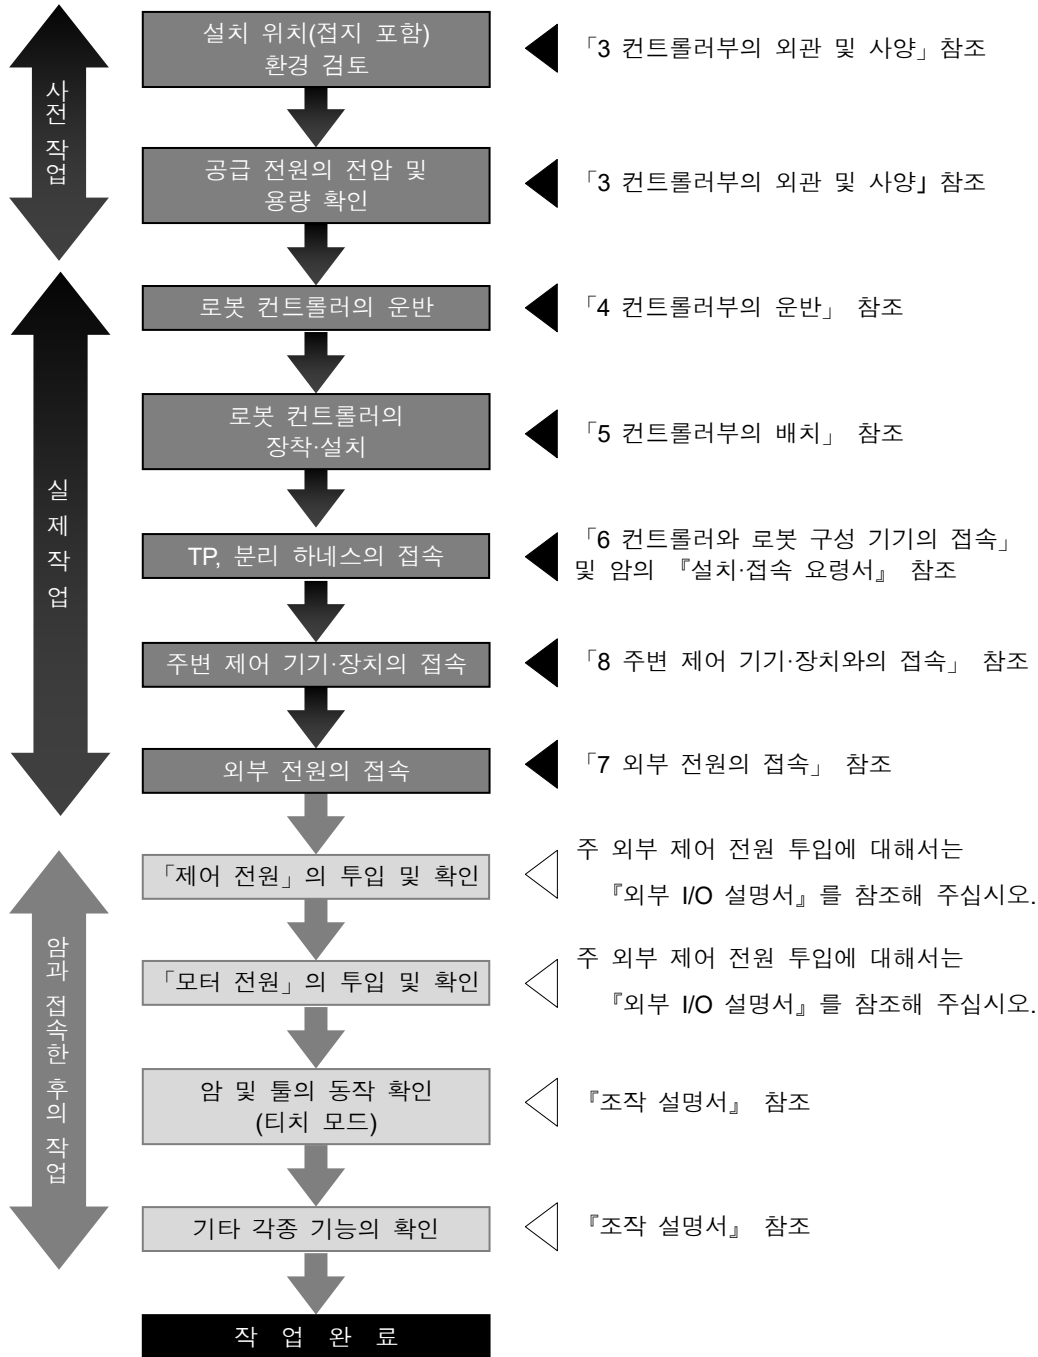 사전 작업
설치 위치(접지 포함)
환경 검토
「3 컨트롤러부의 외관 및 사양」참조
공급 전원의 전압 및
용량 확인
「3 컨트롤러부의 외관 및 사양」참조
실제작업
로봇 컨트롤러의 운반
「4 컨트롤러부의 운반」 참조
로봇 컨트롤러의
장착·설치
「5 컨트롤러부의 배치」 참조
TP, 분리 하네스의 접속
「6 컨트롤러와 로봇 구성 기기의 접속」
및 암의 『설치·접속 요령서』 참조
주변 제어 기기·장치의 접속
「8 주변 제어 기기·장치와의 접속」 참조
외부 전원의 접속
「7 외부 전원의 접속」 참조
암과 접속한 후의 작업
「제어 전원」의 투입 및 확인
주 외부 제어 전원 투입에 대해서는
『외부 I/O 설명서』를 참조해 주십시오.
「모터 전원」의 투입 및 확인
주 외부 제어 전원 투입에 대해서는
『외부 I/O 설명서』를 참조해 주십시오.
암 및 툴의 동작 확인
(티치 모드)
『조작 설명서』 참조
기타 각종 기능의 확인
『조작 설명서』 참조
작 업 완 료